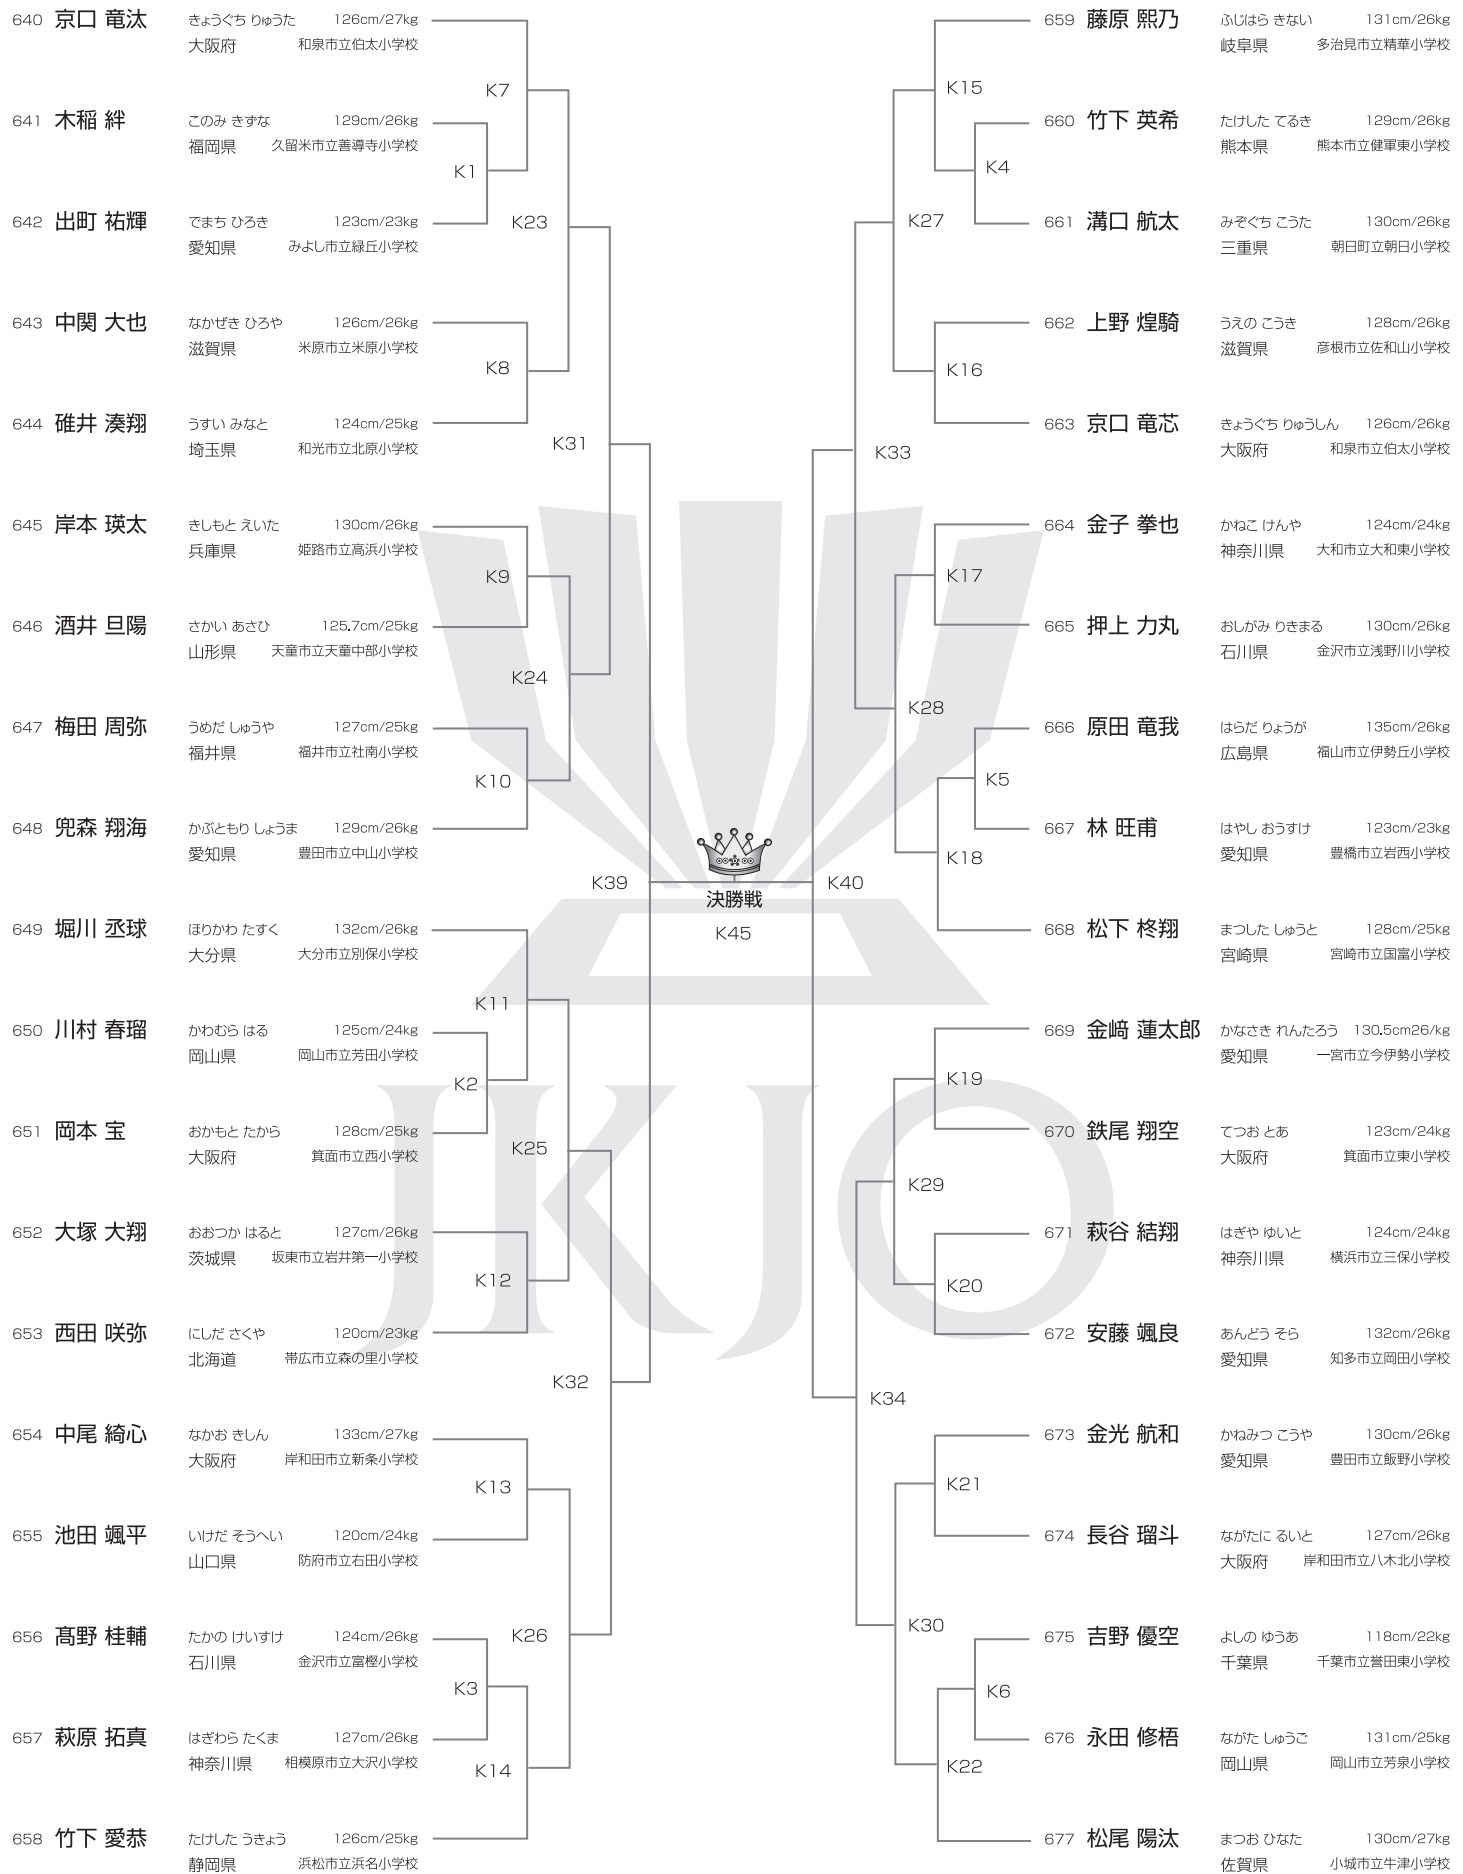 640 京口 竜汰 きょうぐち りゅうた 126cm/27kg
大阪府 和泉市立伯太小学校
K7
641 木稲 絆 このみ きずな 129cm/26kg
福岡県 久留米市立善導寺小学校
K1
642 出町 祐輝 でまち ひろき 123cm/23kg
愛知県 みよし市立緑丘小学校
K23
643 中関 大也 なかぜき ひろや 126cm/26kg
滋賀県 米原市立米原小学校
K8
644 碓井 湊翔 うすい みなと 124cm/25kg
埼玉県 和光市立北原小学校
K31
645 岸本 瑛太 きしもと えいた 130cm/26kg
兵庫県 姫路市立高浜小学校
K9
646 酒井 旦陽 さかい あさひ 125.7cm/25kg
山形県 天童市立天童中部小学校
K24
647 梅田 周弥 うめだ しゅうや 127cm/25kg
福井県 福井市立社南小学校
K10
648 兜森 翔海 かぶともり しょうま 129cm/26kg
愛知県 豊田市立中山小学校
K39
649 堀川 丞球 ほりかわ たすく 132cm/26kg
大分県 大分市立別保小学校
K11
650 川村 春瑠 かわむら はる 125cm/24kg
岡山県 岡山市立芳田小学校
K2
651 岡本 宝 おかもと たから 128cm/25kg
大阪府 箕面市立西小学校
K25
652 大塚 大翔 おおつか はると 127cm/26kg
茨城県 坂東市立岩井第一小学校
K12
653 西田 咲弥 にしだ さくや 120cm/23kg
北海道 帯広市立森の里小学校
K32
654 中尾 綺心 なかお きしん 133cm/27kg
大阪府 岸和田市立新条小学校
K13
655 池田 颯平 いけだ そうへい 120cm/24kg
山口県 防府市立右田小学校
K26
656 髙野 桂輔 たかの けいすけ 124cm/26kg
石川県 金沢市立富樫小学校
K3
657 萩原 拓真 はぎわら たくま 127cm/26kg
神奈川県 相模原市立大沢小学校
K14
658 竹下 愛恭 たけした うきょう 126cm/25kg
静岡県 浜松市立浜名小学校
決勝戦
K45
JKJO
659 藤原 熙乃 ふじはら きない 131cm/26kg
岐阜県 多治見市立精華小学校
K15
660 竹下 英希 たけした てるき 129cm/26kg
熊本県 熊本市立健軍東小学校
K4
661 溝口 航太 みぞぐち こうた 130cm/26kg
三重県 朝日町立朝日小学校
K27
662 上野 煌騎 うえの こうき 128cm/26kg
滋賀県 彦根市立佐和山小学校
K16
663 京口 竜芯 きょうぐち りゅうしん 126cm/26kg
大阪府 和泉市立伯太小学校
K33
664 金子 拳也 かねこ けんや 124cm/24kg
神奈川県 大和市立大和東小学校
K17
665 押上 力丸 おしがみ りきまる 130cm/26kg
石川県 金沢市立浅野川小学校
K28
666 原田 竜我 はらだ りょうが 135cm/26kg
広島県 福山市立伊勢丘小学校
K5
667 林 旺甫 はやし おうすけ 123cm/23kg
愛知県 豊橋市立岩西小学校
K18
K40
668 松下 柊翔 まつした しゅうと 128cm/25kg
宮崎県 宮崎市立国富小学校
669 金﨑 蓮太郎 かなさき れんたろう 130.5cm26/kg
愛知県 一宮市立今伊勢小学校
K19
670 鉄尾 翔空 てつお とあ 123cm/24kg
大阪府 箕面市立東小学校
K29
671 萩谷 結翔 はぎや ゆいと 124cm/24kg
神奈川県 横浜市立三保小学校
K20
672 安藤 颯良 あんどう そら 132cm/26kg
愛知県 知多市立岡田小学校
K34
673 金光 航和 かねみつ こうや 130cm/26kg
愛知県 豊田市立飯野小学校
K21
674 長谷 瑠斗 ながたに るいと 127cm/26kg
大阪府 岸和田市立八木北小学校
K30
675 吉野 優空 よしの ゆうあ 118cm/22kg
千葉県 千葉市立誉田東小学校
K6
676 永田 修梧 ながた しゅうご 131cm/25kg
岡山県 岡山市立芳泉小学校
K22
677 松尾 陽汰 まつお ひなた 130cm/27kg
佐賀県 小城市立牛津小学校